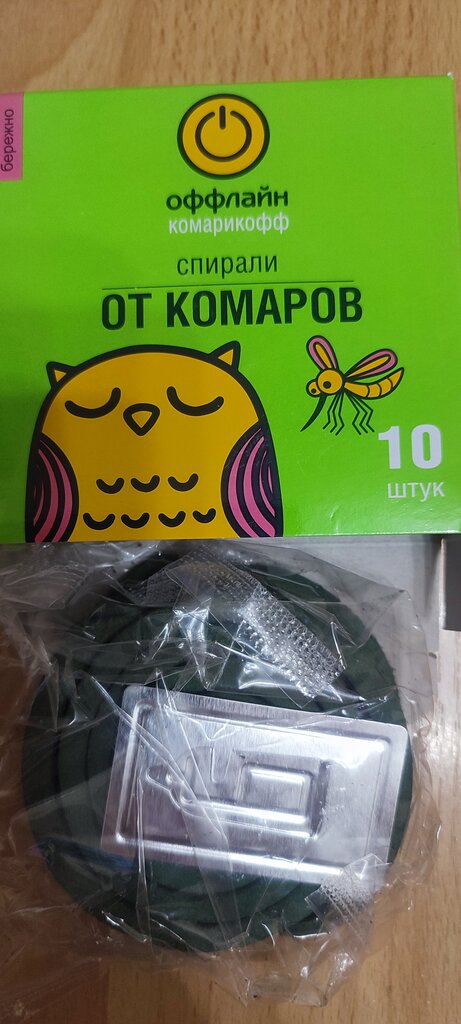 бережно
оффлайн
комарикофф
спирали
ОТ КОМАРОВ
10
штук